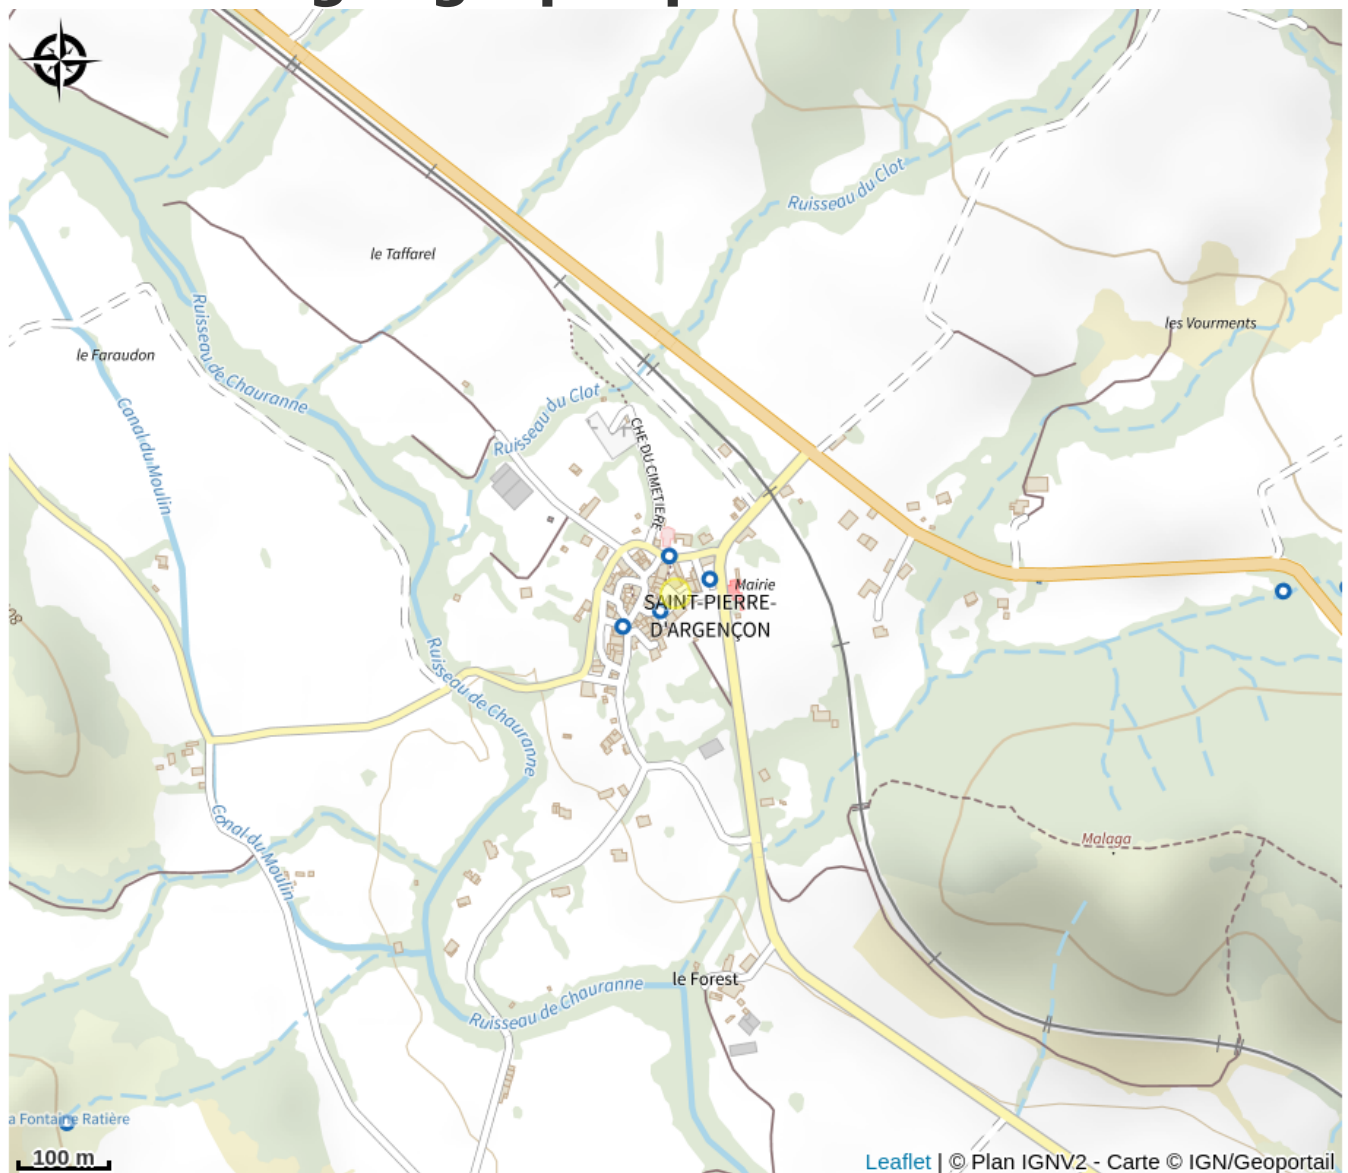 Ruisseau du Clot
le Taffarel
les Vourments
Ruisseau de Chauranne
le Faraudon
Canal du Moulin
Ruisseau du Clot
CHE DU CIMETIERE
Mairie
SAINT-PIERRE-
D'ARGENÇON
Ruisseau de Chauranne
Canal du Moulin
Malaga
le Forest
Ruisseau de Chauranne
a Fontaine Ratière
100 m
Leaflet | © Plan IGNV2 - Carte © IGN/Geoportail